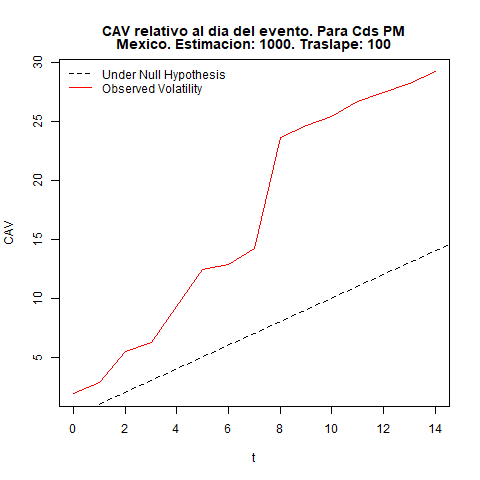 CAV relativo al dia del evento. Para Cds PM
Mexico. Estimacion: 1000. Traslape: 100
Under Null Hypothesis
Observed Volatility
30
25
20
15
10
5
CAV
0 2 4 6 8 10 12 14
t